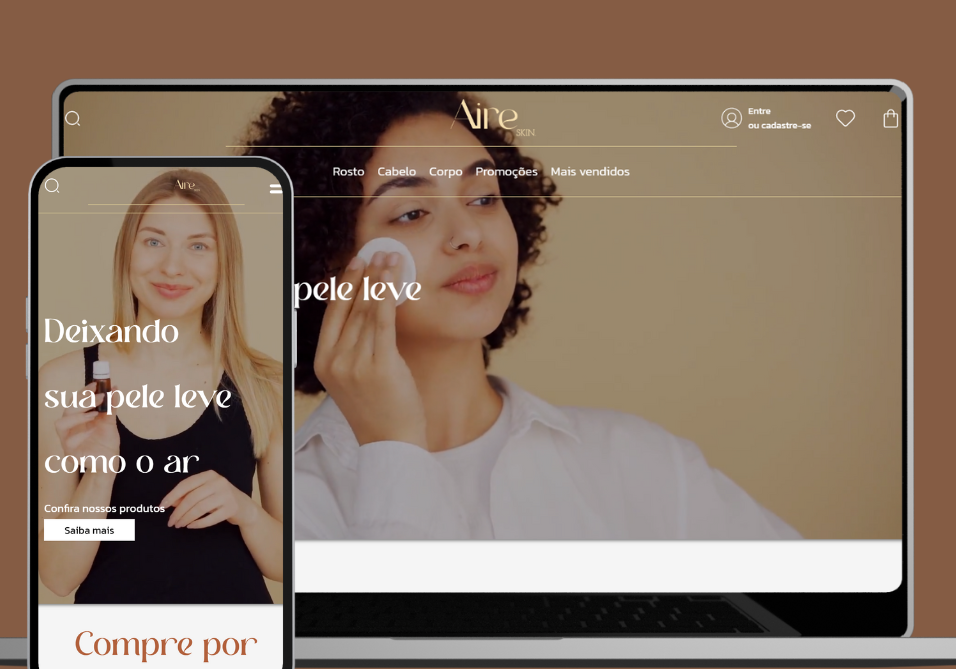 Aire
SKIN
Entre
ou cadastre-se
Rosto Cabelo Corpo Promoções Mais vendidos
pele leve
Aire
Deixando
sua pele leve
como o ar
Confira nossos produtos
Saiba mais
Compre por